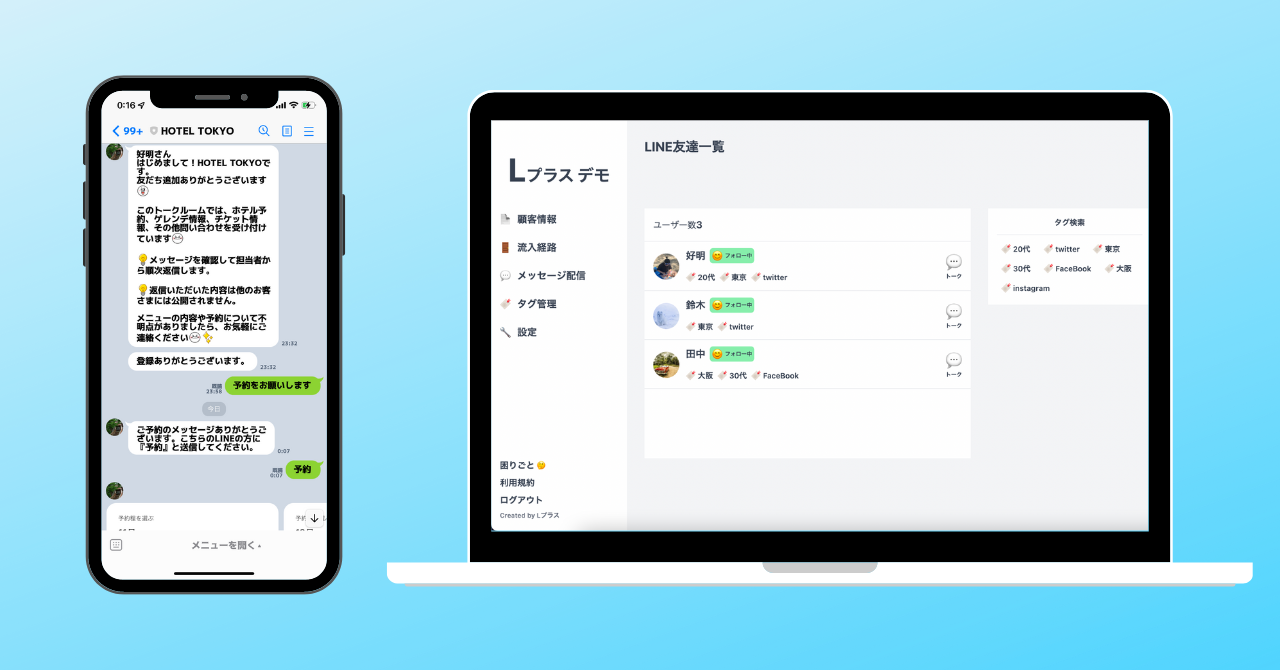 0:16
99+ HOTEL TOKYO
好明さん
はじめまして！HOTEL TOKYOで
す。
友だち追加ありがとうございます
このトークルームでは、ホテル予
約、ゲレンデ情報、チケット情
報、その他問い合わせを受け付け
ています
💡メッセージを確認して担当者か
ら順次返信します。
💡返信いただいた内容は他のお客
さまには公開されません。
メニューの内容や予約について不
明点がありましたら、お気軽にご
連絡ください✨
23:32
登録ありがとうございます。
23:32
既読
23:36
予約をお願いします
今日
ご予約のメッセージありがとうご
ざいます。こちらのLINEの方に
『予約』と送信してください。
0:07
既読
0:07
予約
予約種を選ぶ
メニューを開く
Lプラス デモ
顧客情報
流入経路
メッセージ配信
タグ管理
設定
困りごと
利用規約
ログアウト
Created by Lプラス
LINE友達一覧
ユーザー数3
好明 フォロー中
20代 東京 twitter
トーク
鈴木 フォロー中
東京 twitter
トーク
田中 フォロー中
大阪 30代 FaceBook
トーク
タグ検索
20代 twitter 東京
30代 FaceBook 大阪
instagram